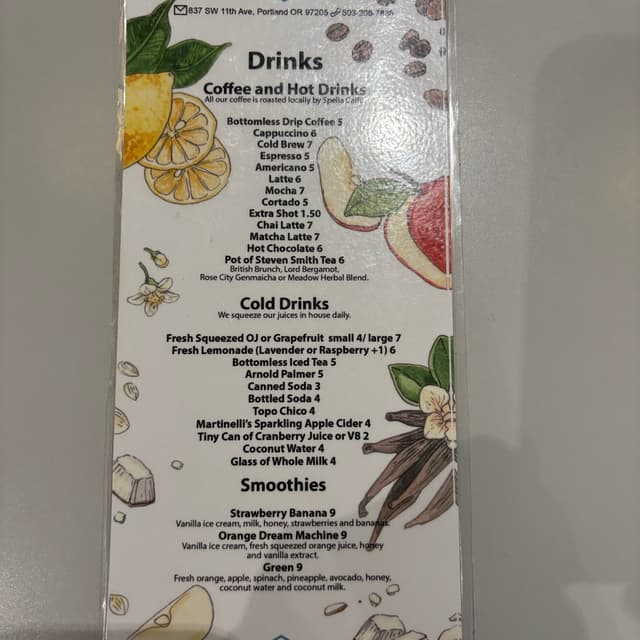 837 SW 11th Ave, Portland OR 97205 503-208-7836
Drinks
Coffee and Hot Drinks
All our coffee is roasted locally by Spella Caffè
Bottomless Drip Coffee 5
Cappuccino 6
Cold Brew 7
Espresso 5
Americano 5
Latte 6
Mocha 7
Cortado 5
Extra Shot 1.50
Chai Latte 7
Matcha Latte 7
Hot Chocolate 6
Pot of Steven Smith Tea 6
British Brunch, Lord Bergamot,
Rose City Genmaicha or Meadow Herbal Blend.
Cold Drinks
We squeeze our juices in house daily.
Fresh Squeezed OJ or Grapefruit small 4/ large 7
Fresh Lemonade (Lavender or Raspberry +1) 6
Bottomless Iced Tea 5
Arnold Palmer 5
Canned Soda 3
Bottled Soda 4
Topo Chico 4
Martinelli's Sparkling Apple Cider 4
Tiny Can of Cranberry Juice or V8 2
Coconut Water 4
Glass of Whole Milk 4
Smoothies
Strawberry Banana 9
Vanilla ice cream, milk, honey, strawberries and bananas.
Orange Dream Machine 9
Vanilla ice cream, fresh squeezed orange juice, honey
and vanilla extract.
Green 9
Fresh orange, apple, spinach, pineapple, avocado, honey,
coconut water and coconut milk.